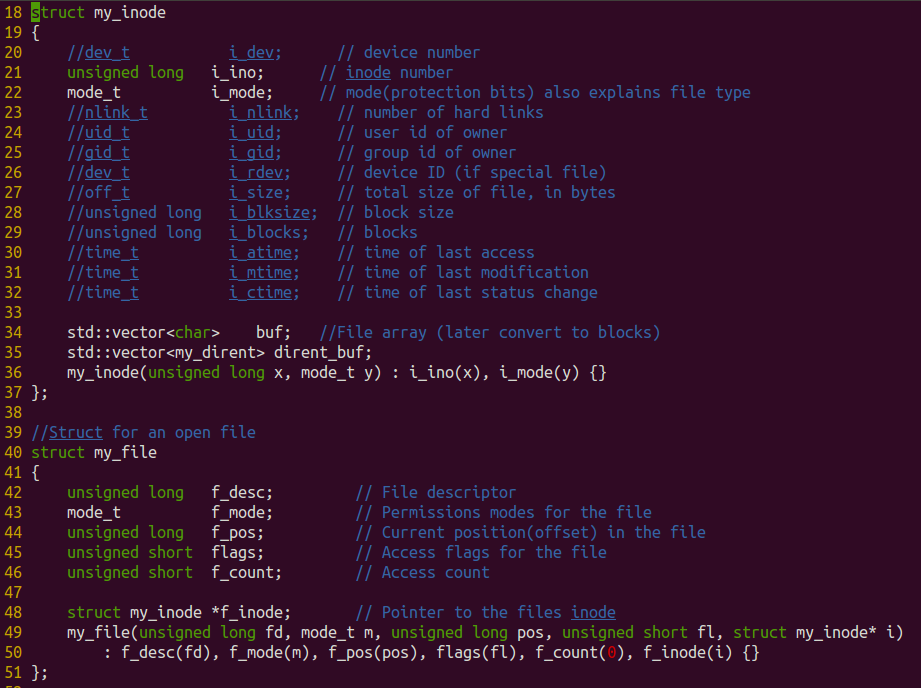 18 struct my_inode
19 {
20     //dev_t           i_dev;      // device number
21     unsigned long   i_ino;      // inode number
22     mode_t          i_mode;     // mode(protection bits) also explains file type
23     //nlink_t         i_nlink;    // number of hard links
24     //uid_t           i_uid;      // user id of owner
25     //gid_t           i_gid;      // group id of owner
26     //dev_t           i_rdev;     // device ID (if special file)
27     //off_t           i_size;     // total size of file, in bytes
28     //unsigned long   i_blksize;  // block size
29     //unsigned long   i_blocks;   // blocks
30     //time_t          i_atime;    // time of last access
31     //time_t          i_mtime;    // time of last modification
32     //time_t          i_ctime;    // time of last status change
33
34     std::vector<char>    buf;   //File array (later convert to blocks)
35     std::vector<my_dirent> dirent_buf;
36     my_inode(unsigned long x, mode_t y) : i_ino(x), i_mode(y) {}
37 };
38
39 //Struct for an open file
40 struct my_file
41 {
42     unsigned long   f_desc;         // File descriptor
43     mode_t          f_mode;         // Permissions modes for the file
44     unsigned long   f_pos;          // Current position(offset) in the file
45     unsigned short  flags;          // Access flags for the file
46     unsigned short  f_count;        // Access count
47
48     struct my_inode *f_inode;       // Pointer to the files inode
49     my_file(unsigned long fd, mode_t m, unsigned long pos, unsigned short fl, struct my_inode* i)
50         : f_desc(fd), f_mode(m), f_pos(pos), flags(fl), f_count(0), f_inode(i) {}
51 };